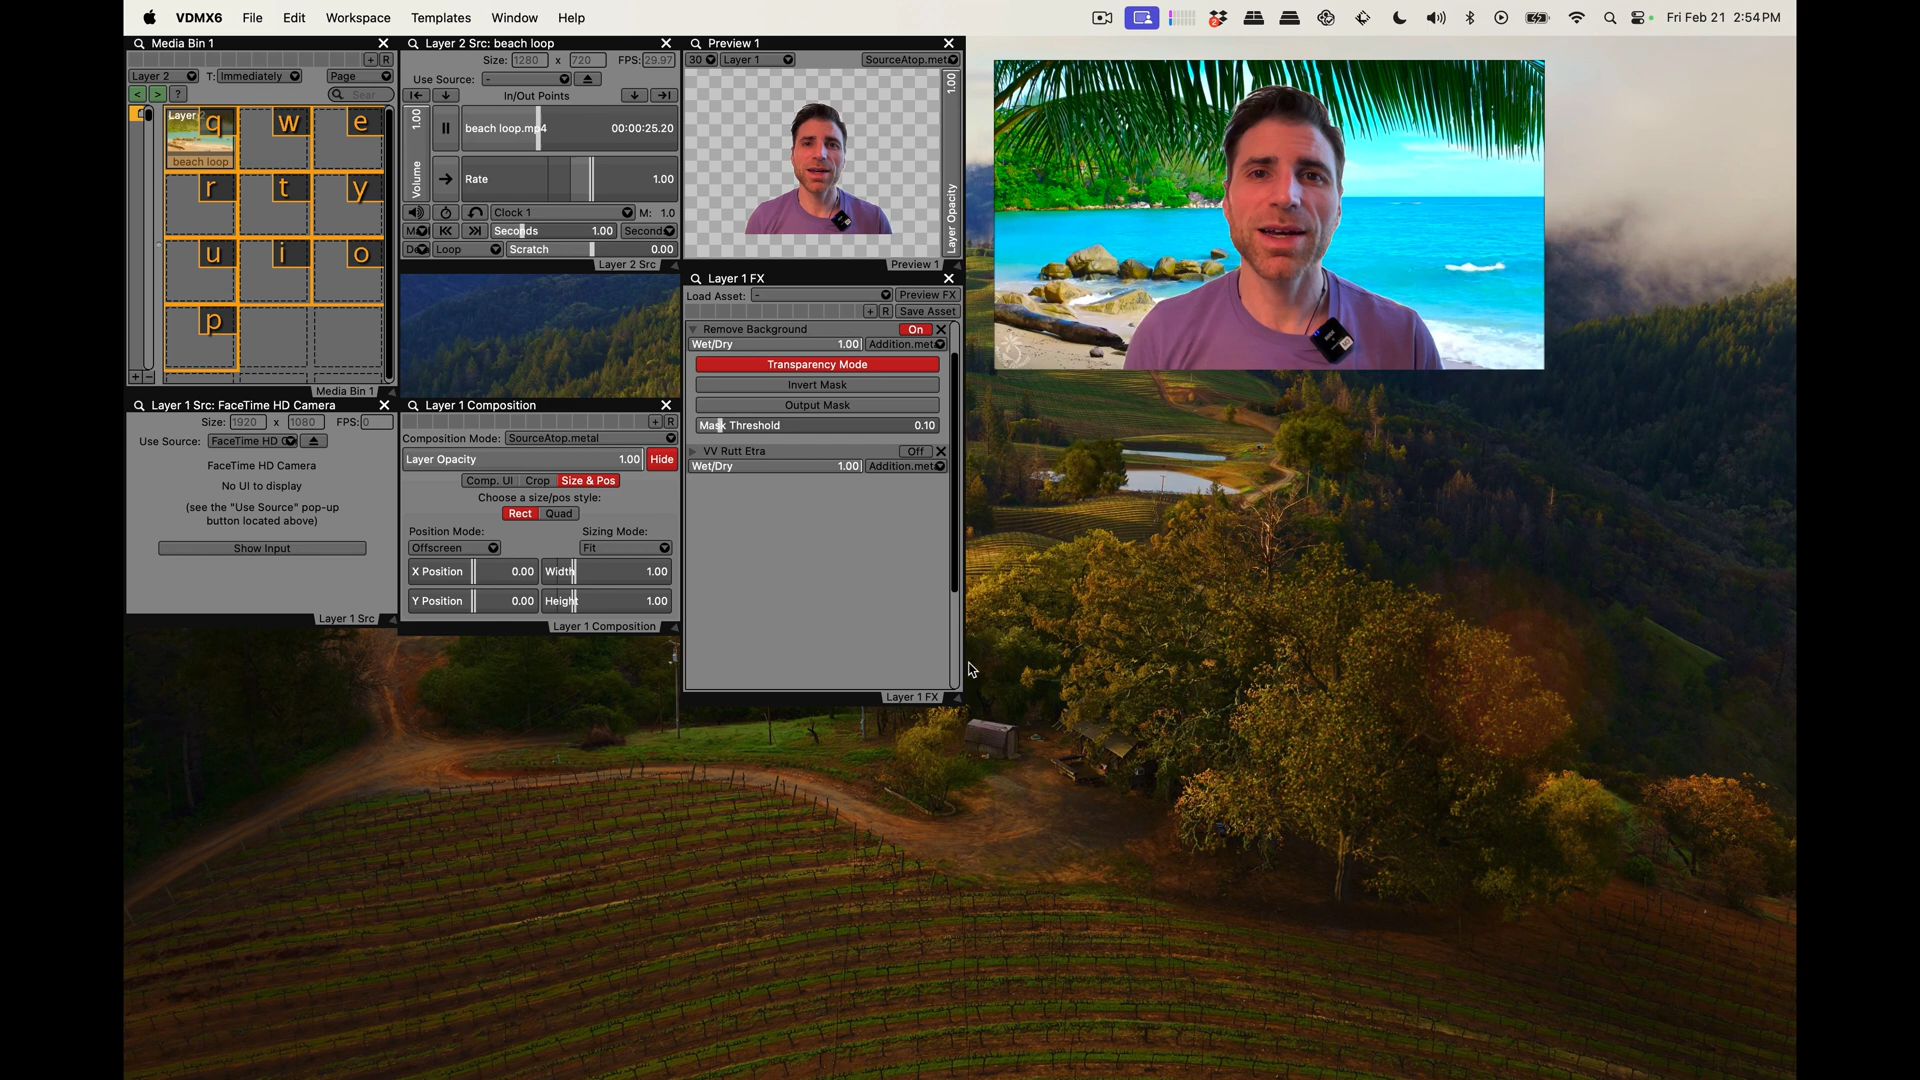 VDMX6 File Edit Workspace Templates Window Help
2
Fri Feb 21 2:54 PM
Media Bin 1
+ R
Layer 2 T: Immediately Page
< > ?
Layer
q w e
beach loop
r t y
u i o
p
+ −
Media Bin 1
Layer 2 Src: beach loop
Size: 1280 x 720 FPS: 29.97
Use Source: -
In/Out Points
1.00
Volume
beach loop.mp4 00:00:25.20
Rate 1.00
Clock 1 M: 1.0
Seconds 1.00
Loop Scratch 0.00
Layer 2 Src
Preview 1
30 Layer 1 SourceAtop.met
1.00
Layer Opacity
Preview 1
Layer 1 FX
Load Asset: - Preview FX
+ R Save Asset
Remove Background On
Wet/Dry 1.00 Addition.met
Transparency Mode
Invert Mask
Output Mask
Mask Threshold 0.10
VV Rutt Etra Off
Wet/Dry 1.00 Addition.met
Layer 1 FX
Layer 1 Src: FaceTime HD Camera
Size: 1920 x 1080 FPS: 0
Use Source: FaceTime HD
FaceTime HD Camera
No UI to display
(see the "Use Source" pop-up
button located above)
Show Input
Layer 1 Src
Layer 1 Composition
+ R
Composition Mode: SourceAtop.metal
Layer Opacity 1.00 Hide
Comp. UI Crop Size & Pos
Choose a size/pos style:
Rect Quad
Position Mode: Sizing Mode:
Offscreen Fit
X Position 0.00 Width 1.00
Y Position 0.00 Height 1.00
Layer 1 Composition